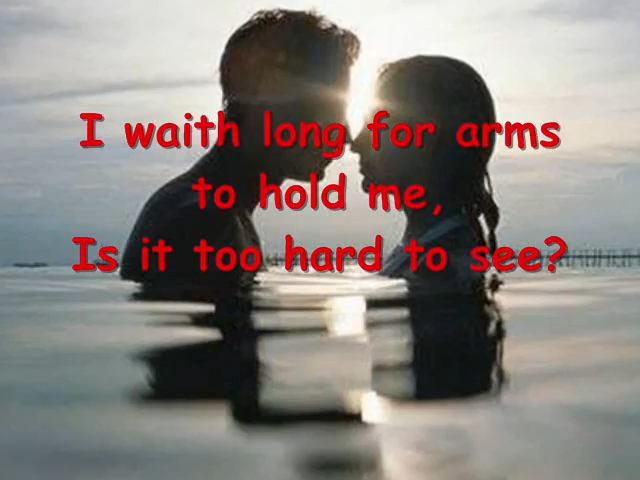 I waith long for arms
to hold me,
Is it too hard to see?